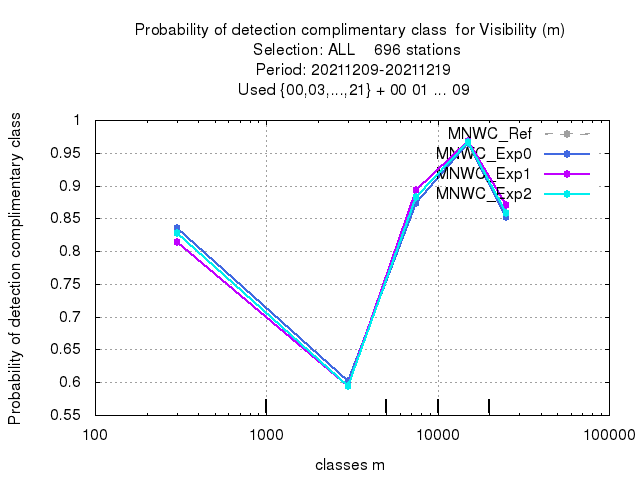 Probability of detection complimentary class  for Visibility (m)
Selection: ALL    696 stations
Period: 20211209-20211219
Used {00,03,...,21} + 00 01 ... 09
Probability of detection complimentary class
1
0.95
0.9
0.85
0.8
0.75
0.7
0.65
0.6
0.55
MNWC_Ref
MNWC_Exp0
MNWC_Exp1
MNWC_Exp2
100
1000
10000
100000
classes m